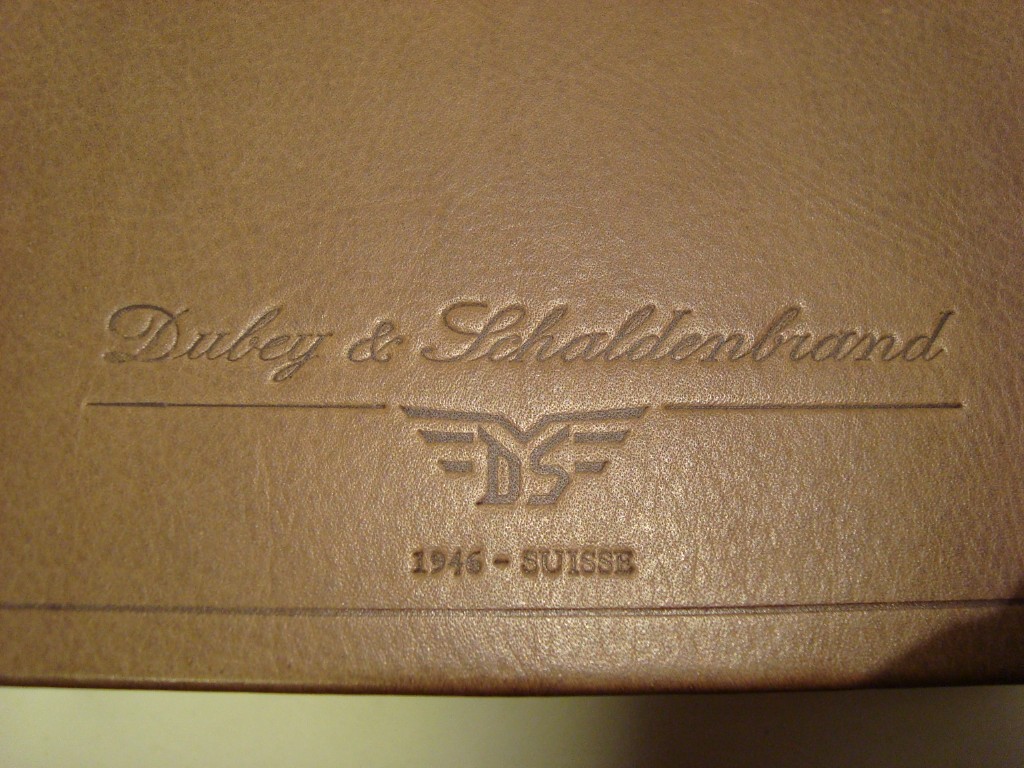 Dubey & Schaldenbrand
DS
1946 - SUISSE